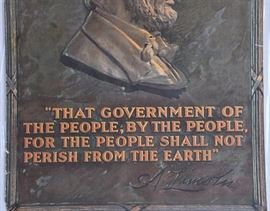 "THAT GOVERNMENT OF
THE PEOPLE; BY THE PEOPLE,
FOR THE PEOPLE SHALL NOT
PERISH FROM THE EARTH"
A. Lincoln